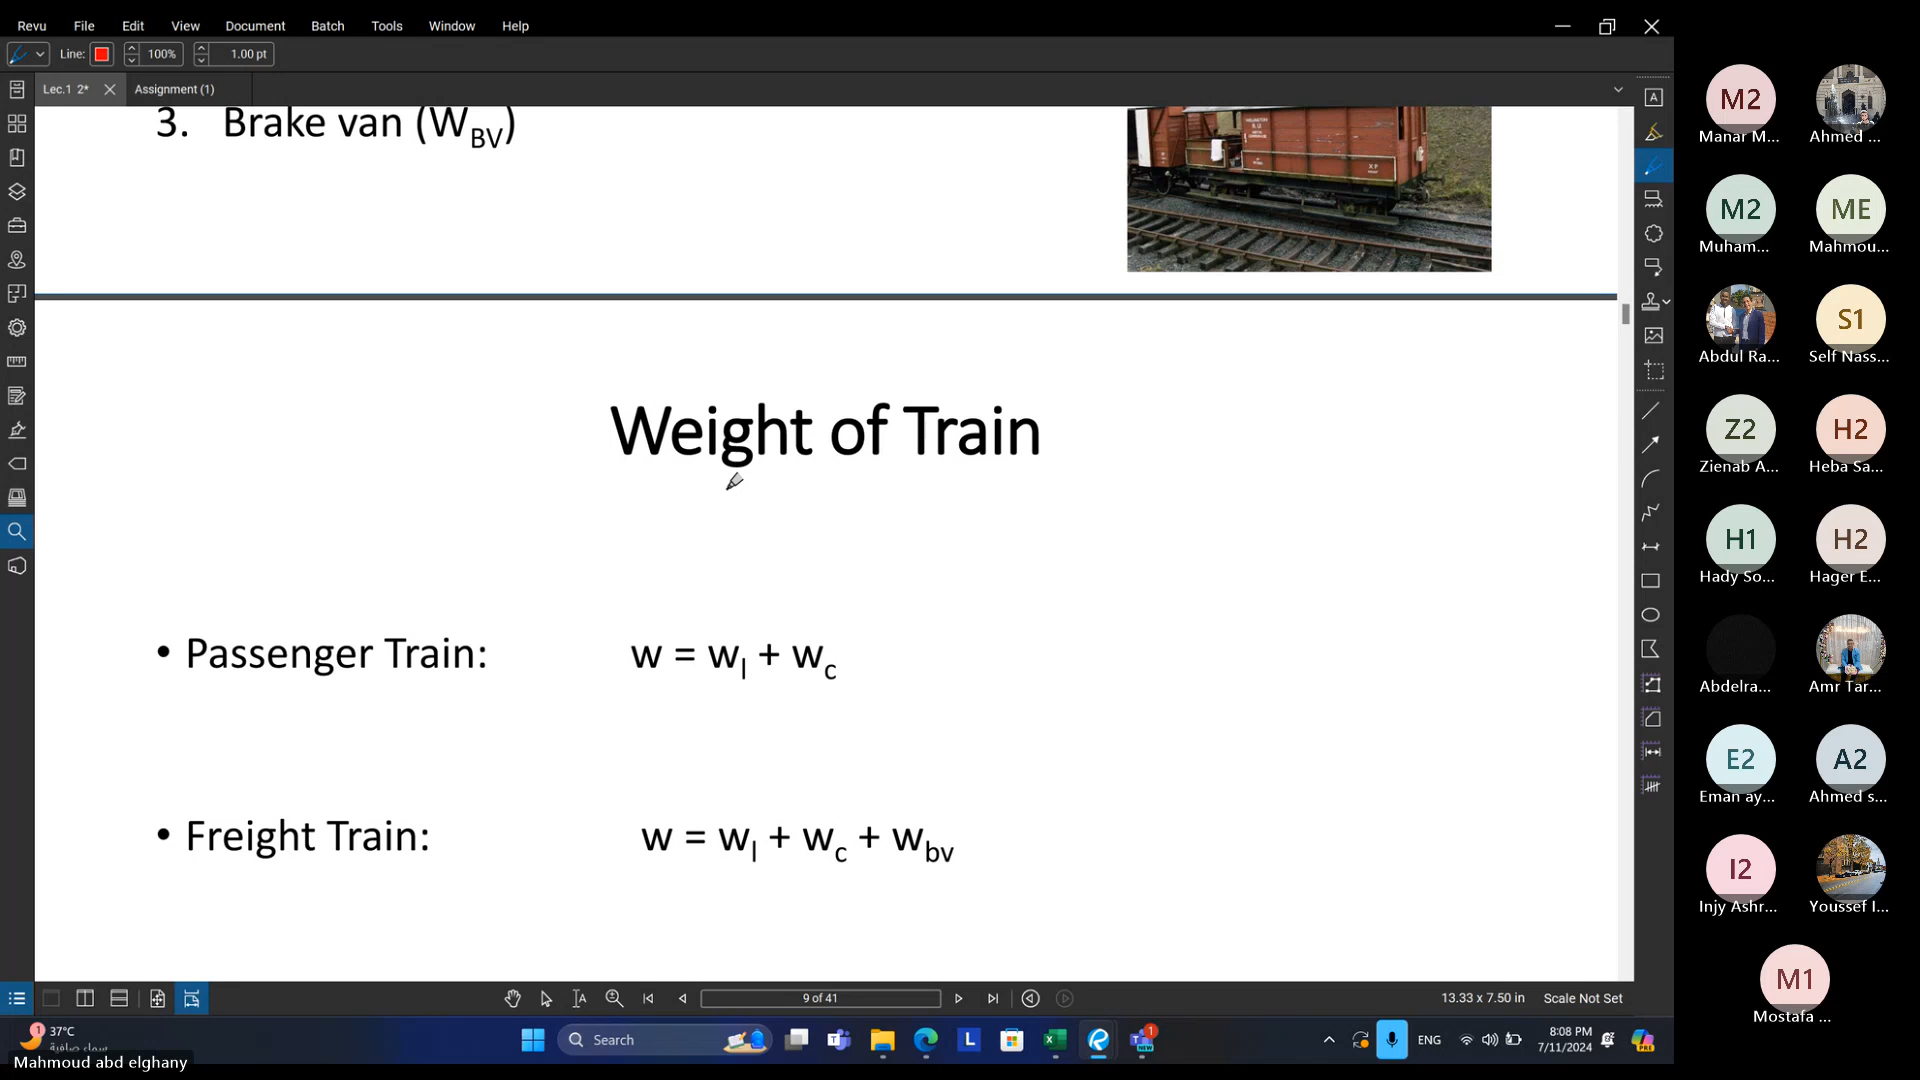 Revu File Edit View Document Batch Tools Window Help
Line: 100% 1.00 pt
Lec.1 2* Assignment (1)
3. Brake van (WBV)
Weight of Train
• Passenger Train: w = wl + wc
• Freight Train: w = wl + wc + wbv
9 of 41
13.33 x 7.50 in Scale Not Set
1
37°C
سماء صافية
Search
1
ENG
8:08 PM
7/11/2024
Mahmoud abd elghany
M2
Manar M...
Ahmed ...
M2
Muham...
ME
Mahmou...
Abdul Ra...
S1
Self Nass...
Z2
Zienab A...
H2
Heba Sa...
H1
Hady So...
H2
Hager E...
Abdelra...
Amr Tar...
E2
Eman ay...
A2
Ahmed s...
I2
Injy Ashr...
Youssef I...
M1
Mostafa ...